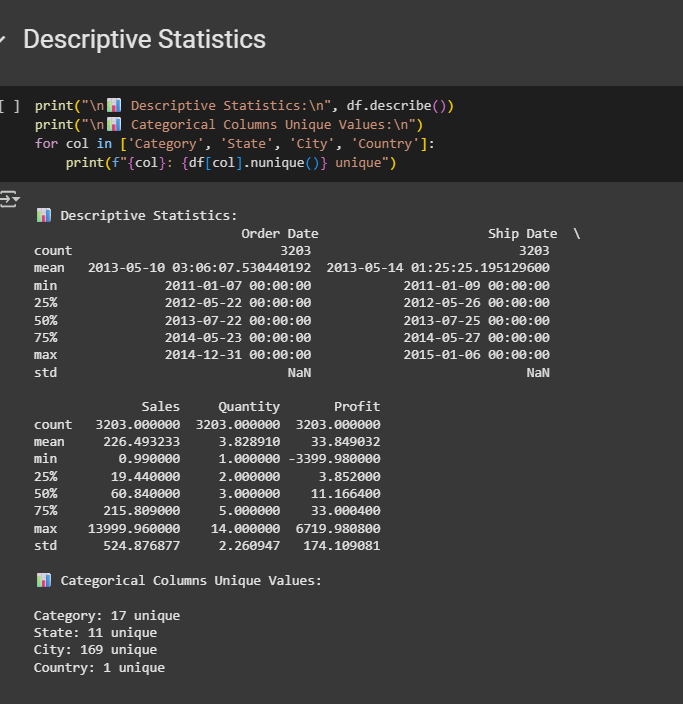 Descriptive Statistics
[ ] print("\n📊 Descriptive Statistics:\n", df.describe())
print("\n📊 Categorical Columns Unique Values:\n")
for col in ['Category', 'State', 'City', 'Country']:
    print(f"{col}: {df[col].nunique()} unique")
📊 Descriptive Statistics:
Order Date Ship Date \
count 3203 3203
mean 2013-05-10 03:06:07.530440192 2013-05-14 01:25:25.195129600
min 2011-01-07 00:00:00 2011-01-09 00:00:00
25% 2012-05-22 00:00:00 2012-05-26 00:00:00
50% 2013-07-22 00:00:00 2013-07-25 00:00:00
75% 2014-05-23 00:00:00 2014-05-27 00:00:00
max 2014-12-31 00:00:00 2015-01-06 00:00:00
std NaN NaN
Sales Quantity Profit
count 3203.000000 3203.000000 3203.000000
mean 226.493233 3.828910 33.849032
min 0.990000 1.000000 -3399.980000
25% 19.440000 2.000000 3.852000
50% 60.840000 3.000000 11.166400
75% 215.809000 5.000000 33.000400
max 13999.960000 14.000000 6719.980800
std 524.876877 2.260947 174.109081
📊 Categorical Columns Unique Values:
Category: 17 unique
State: 11 unique
City: 169 unique
Country: 1 unique